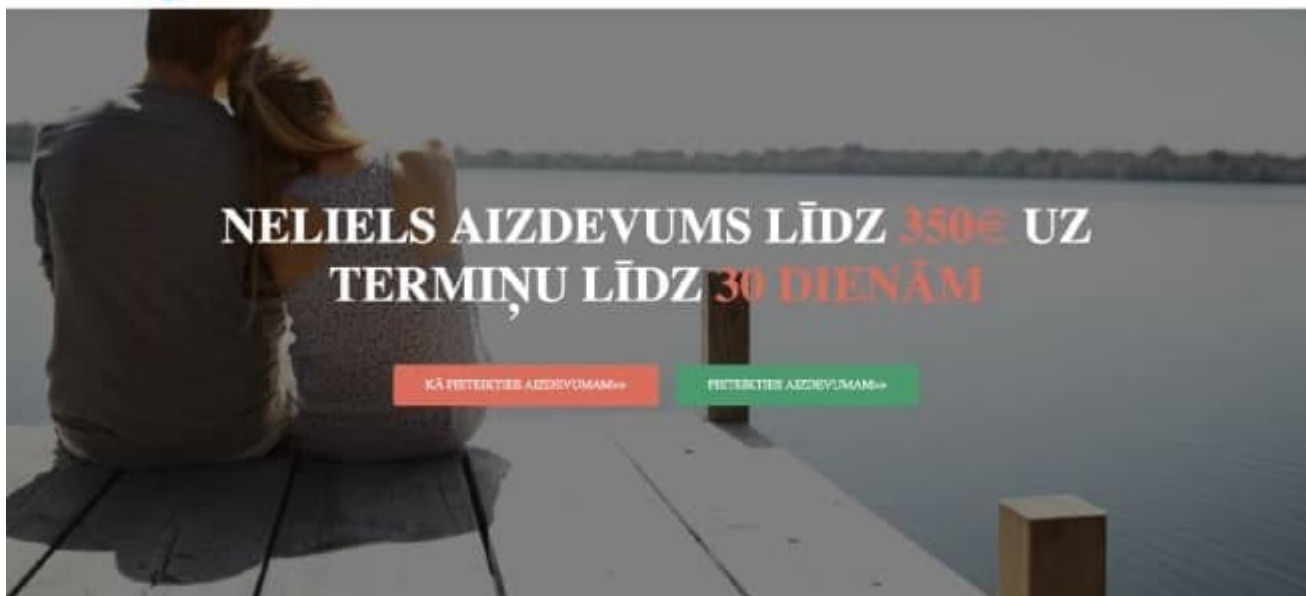 NELIELS AIZDEVUMS LĪDZ 350€ UZ
TERMIŅU LĪDZ 30 DIENĀM
KĀ PIETEIKTIES AIZDEVUMAM»» PIETEIKTIES AIZDEVUMAM»»